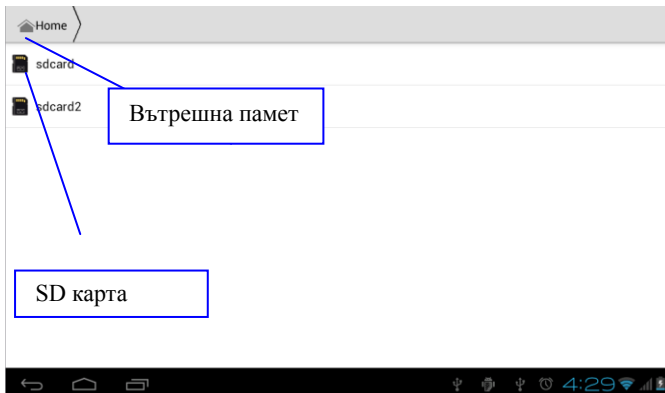 Home
sdcard
sdcard2
Вътрешна памет
SD карта
4:29